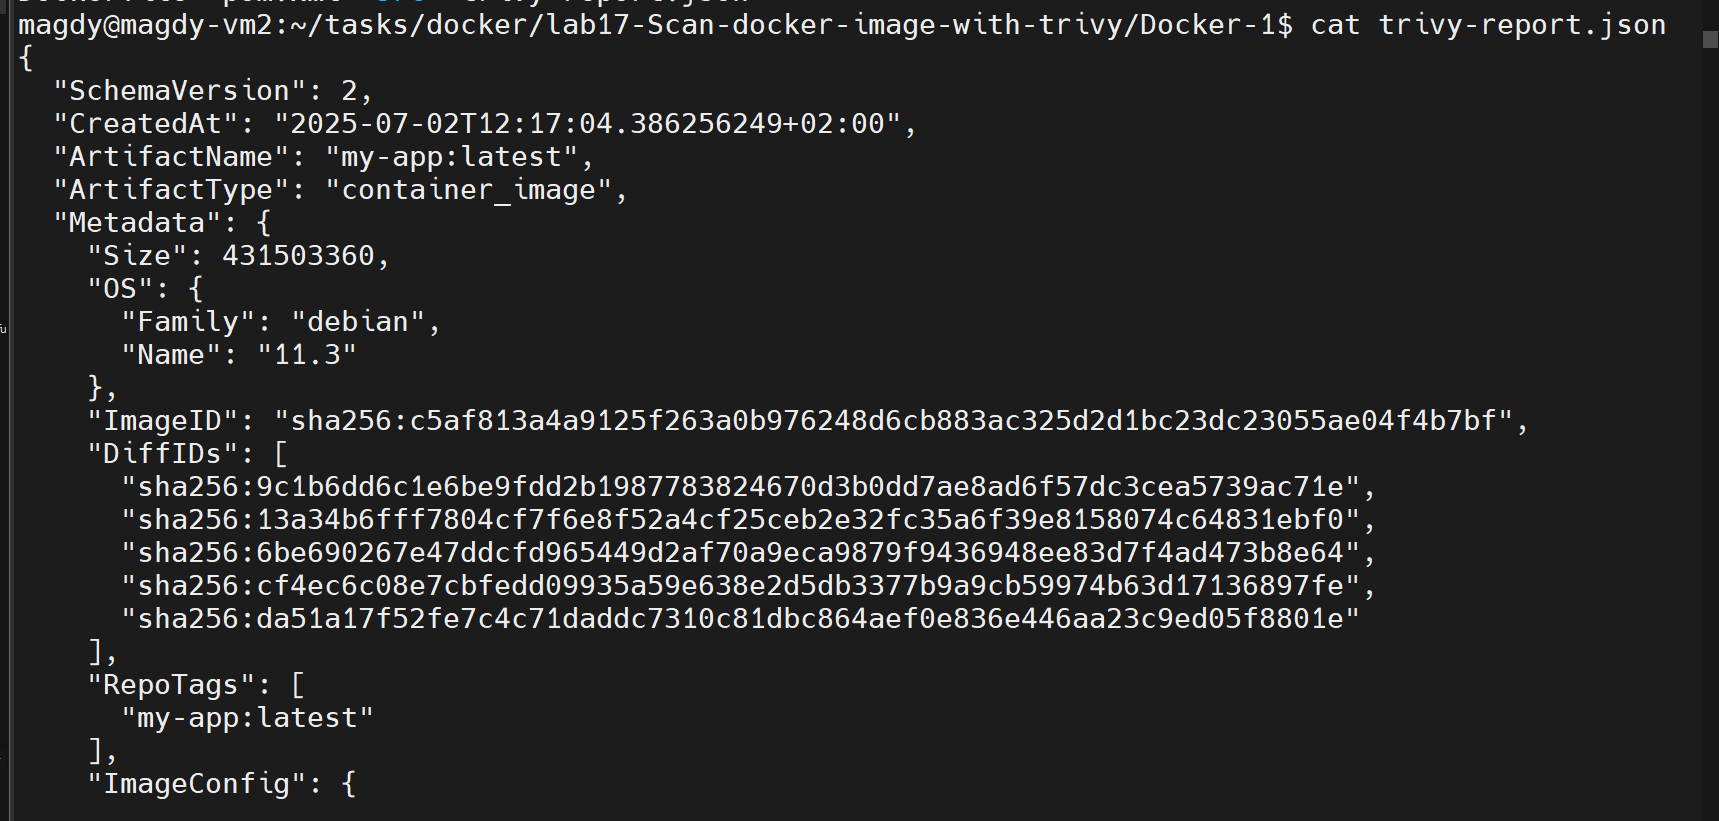 magdy@magdy-vm2:~/tasks/docker/lab17-Scan-docker-image-with-trivy/Docker-1$ cat trivy-report.json
{
  "SchemaVersion": 2,
  "CreatedAt": "2025-07-02T12:17:04.386256249+02:00",
  "ArtifactName": "my-app:latest",
  "ArtifactType": "container_image",
  "Metadata": {
    "Size": 431503360,
    "OS": {
      "Family": "debian",
      "Name": "11.3"
    },
    "ImageID": "sha256:c5af813a4a9125f263a0b976248d6cb883ac325d2d1bc23dc23055ae04f4b7bf",
    "DiffIDs": [
      "sha256:9c1b6dd6c1e6be9fdd2b1987783824670d3b0dd7ae8ad6f57dc3cea5739ac71e",
      "sha256:13a34b6fff7804cf7f6e8f52a4cf25ceb2e32fc35a6f39e8158074c64831ebf0",
      "sha256:6be690267e47ddcfd965449d2af70a9eca9879f9436948ee83d7f4ad473b8e64",
      "sha256:cf4ec6c08e7cbfedd09935a59e638e2d5db3377b9a9cb59974b63d17136897fe",
      "sha256:da51a17f52fe7c4c71daddc7310c81dbc864aef0e836e446aa23c9ed05f8801e"
    ],
    "RepoTags": [
      "my-app:latest"
    ],
    "ImageConfig": {